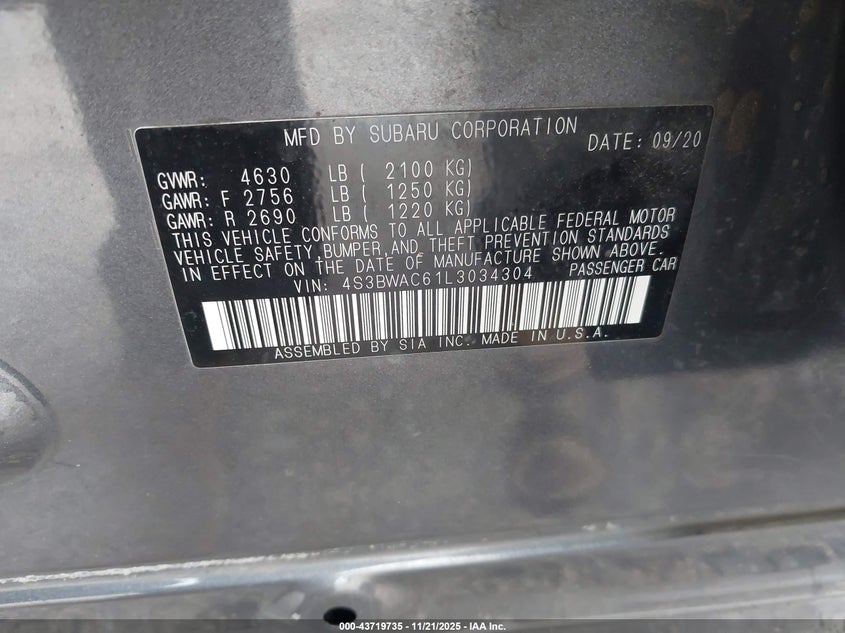 MFD BY SUBARU CORPORATION DATE: 09/20
GVWR: 4630 LB ( 2100 KG)
GAWR: F 2756 LB ( 1250 KG)
GAWR: R 2690 LB ( 1220 KG)
THIS VEHICLE CONFORMS TO ALL APPLICABLE FEDERAL MOTOR
VEHICLE SAFETY,BUMPER,AND THEFT PREVENTION STANDARDS
IN EFFECT ON THE DATE OF MANUFACTURE SHOWN ABOVE.
VIN: 4S3BWAC61L3034304 PASSENGER CAR
ASSEMBLED BY SIA INC. MADE IN U.S.A.
000-43719735 - 11/21/2025 - IAA Inc.